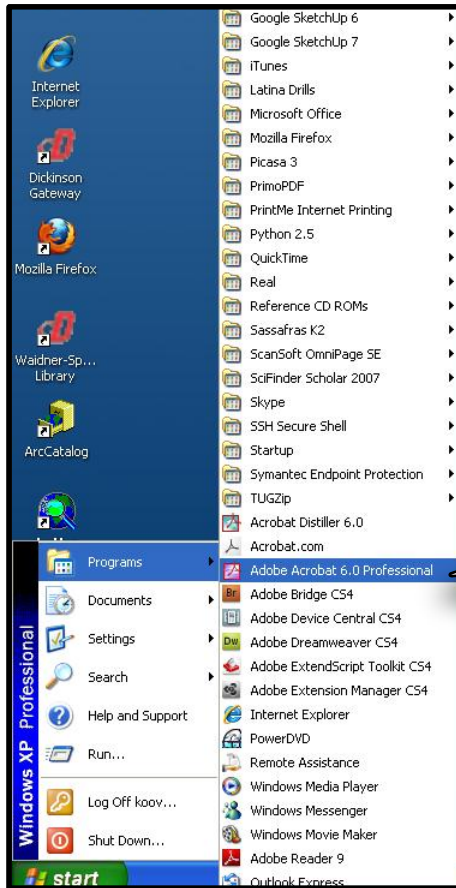 Internet
Explorer
Dickinson
Gateway
Mozilla Firefox
Waidner-Sp...
Library
ArcCatalog
Google SketchUp 6
Google SketchUp 7
iTunes
Latina Drills
Microsoft Office
Mozilla Firefox
Picasa 3
PrimoPDF
PrintMe Internet Printing
Python 2.5
QuickTime
Real
Reference CD ROMs
Sassafras K2
ScanSoft OmniPage SE
SciFinder Scholar 2007
Skype
SSH Secure Shell
Startup
Symantec Endpoint Protection
TUGZip
Acrobat Distiller 6.0
Acrobat.com
Adobe Acrobat 6.0 Professional
Br Adobe Bridge CS4
Adobe Device Central CS4
Dw Adobe Dreamweaver CS4
Adobe ExtendScript Toolkit CS4
Adobe Extension Manager CS4
Internet Explorer
PowerDVD
Remote Assistance
Windows Media Player
Windows Messenger
Windows Movie Maker
Adobe Reader 9
Outlook Express
Windows XP Professional
Programs
Documents
Settings
Search
Help and Support
Run...
Log Off koov...
Shut Down...
start